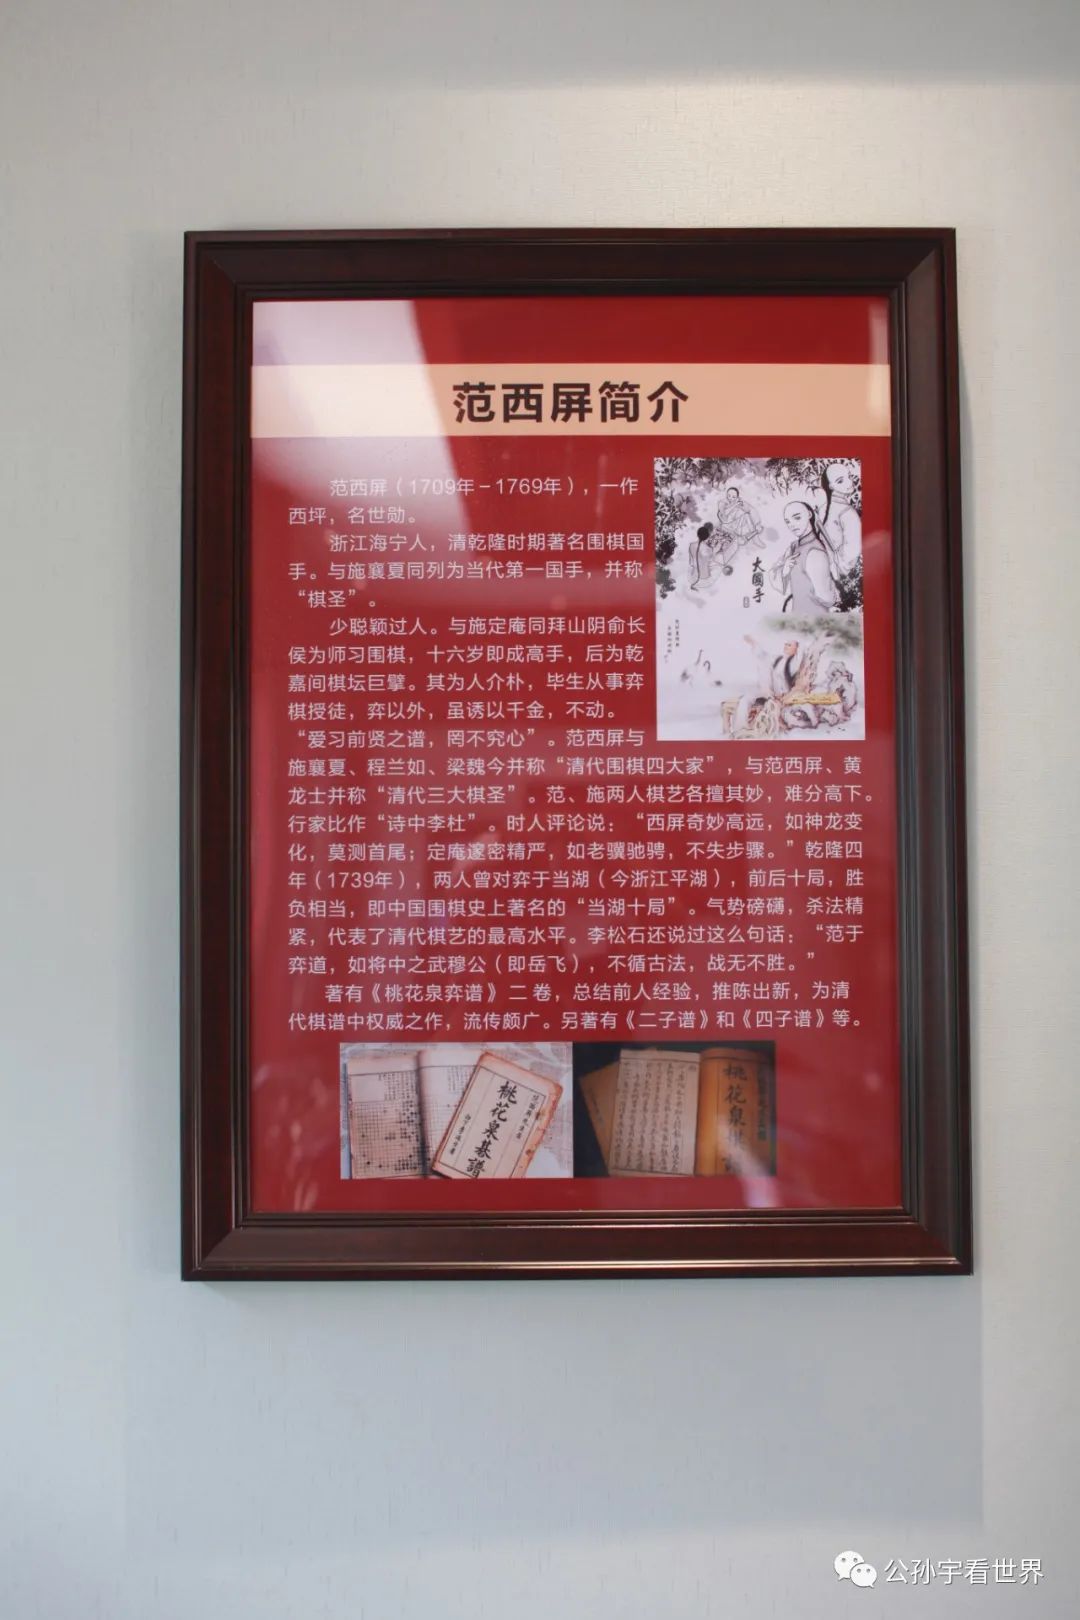 范西屏简介
范西屏（1709年－1769年），一作
西坪，名世勋。
浙江海宁人，清乾隆时期著名围棋国
手。与施襄夏同列为当代第一国手，并称
“棋圣”。
少聪颖过人。与施定庵同拜山阴俞长
侯为师习围棋，十六岁即成高手，后为乾
嘉间棋坛巨擘。其为人介朴，毕生从事弈
棋授徒，弈以外，虽诱以千金，不动。
“爱习前贤之谱，罔不究心”。范西屏与
施襄夏、程兰如、梁魏今并称“清代围棋四大家”，与范西屏、黄
龙士并称“清代三大棋圣”。范、施两人棋艺各擅其妙，难分高下。
行家比作“诗中李杜”。时人评论说：“西屏奇妙高远，如神龙变
化，莫测首尾；定庵邃密精严，如老骥驰骋，不失步骤。”乾隆四
年（1739年），两人曾对弈于当湖（今浙江平湖），前后十局，胜
负相当，即中国围棋史上著名的“当湖十局”。气势磅礴，杀法精
紧，代表了清代棋艺的最高水平。李松石还说过这么句话：“范于
弈道，如将中之武穆公（即岳飞），不循古法，战无不胜。”
著有《桃花泉弈谱》二卷，总结前人经验，推陈出新，为清
代棋谱中权威之作，流传颇广。另著有《二子谱》和《四子谱》等。
大國手
桃花泉棊譜
桃花泉棋
公孙宇看世界